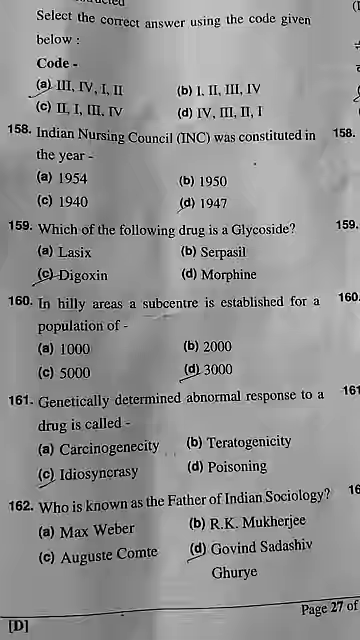 Select the correct answer using the code given
below :
Code -
(a) III, IV, I, II (b) I, II, III, IV
(c) II, I, III, IV (d) IV, III, II, I
158. Indian Nursing Council (INC) was constituted in 158.
the year -
(a) 1954 (b) 1950
(c) 1940 (d) 1947
159. Which of the following drug is a Glycoside? 159.
(a) Lasix (b) Serpasil
(c) Digoxin (d) Morphine
160. In hilly areas a subcentre is established for a 160.
population of -
(a) 1000 (b) 2000
(c) 5000 (d) 3000
161. Genetically determined abnormal response to a 161
drug is called -
(a) Carcinogenecity (b) Teratogenicity
(c) Idiosyncrasy (d) Poisoning
162. Who is known as the Father of Indian Sociology? 16
(a) Max Weber (b) R.K. Mukherjee
(c) Auguste Comte (d) Govind Sadashiv
Ghurye
Page 27 of
[D]